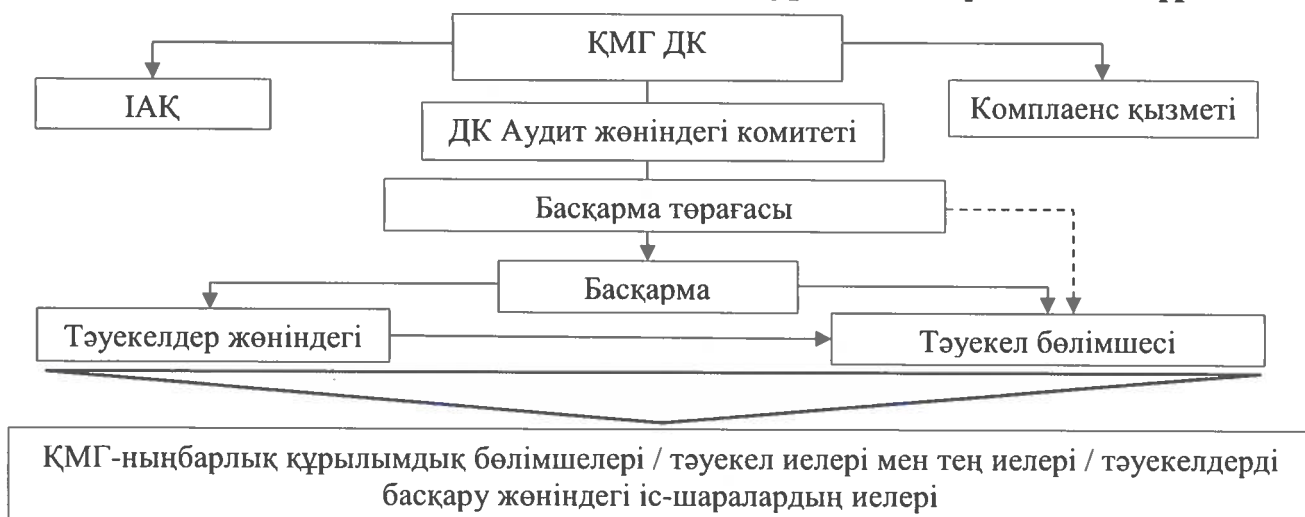 ҚМГ ДК
ІАҚ
Комплаенс қызметі
ДК Аудит жөніндегі комитеті
Басқарма төрағасы
Басқарма
Тәуекелдер жөніндегі
Тәуекел бөлімшесі
ҚМГ-ныңбарлық құрылымдық бөлімшелері / тәуекел иелері мен тең иелері / тәуекелдерді
басқару жөніндегі іс-шаралардың иелері